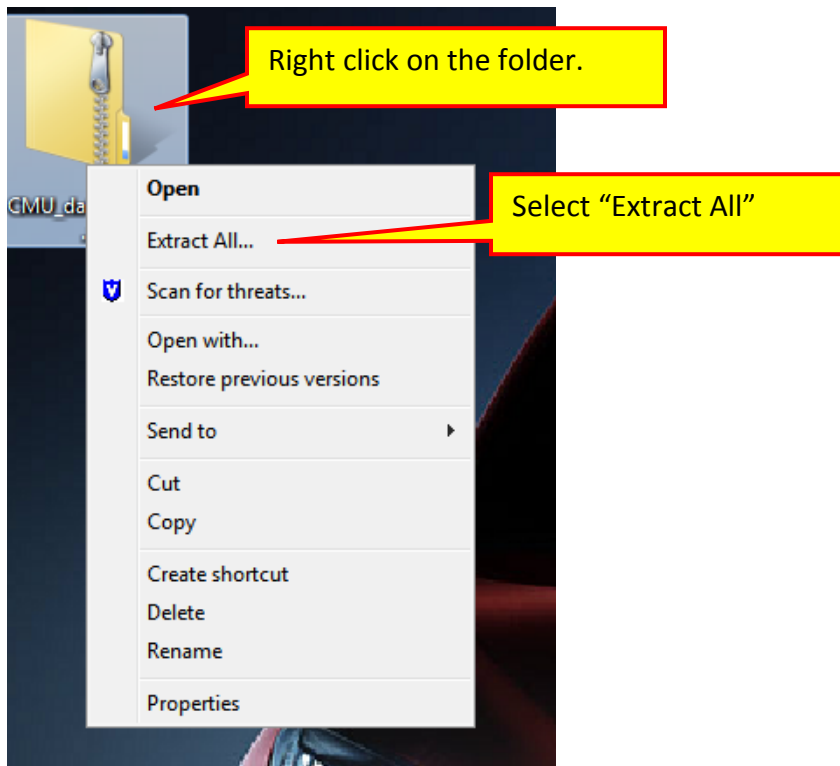 Right click on the folder.
CMU_da
Open
Select “Extract All”
Extract All...
Scan for threats...
Open with...
Restore previous versions
Send to
Cut
Copy
Create shortcut
Delete
Rename
Properties